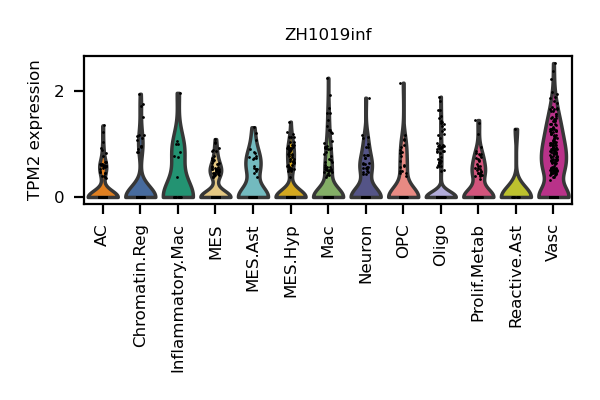 ZH1019inf
TPM2 expression
2
0
AC
Chromatin.Reg
Inflammatory.Mac
MES
MES.Ast
MES.Hyp
Mac
Neuron
OPC
Oligo
Prolif.Metab
Reactive.Ast
Vasc